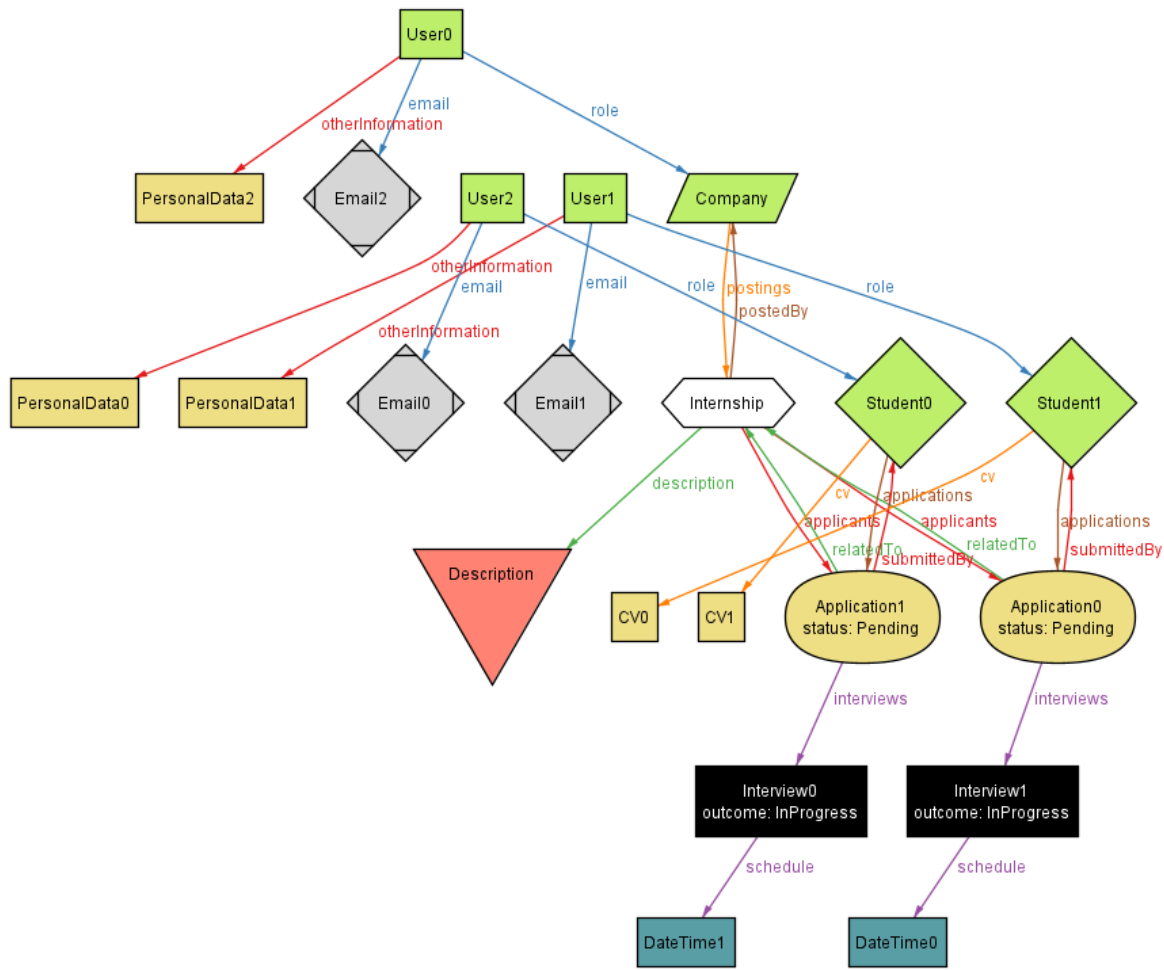 User0
email
role
otherInformation
PersonalData2
Email2
User2
User1
Company
otherInformation
email
email
role
postings
role
postedBy
otherInformation
PersonalData0
PersonalData1
Email0
Email1
Internship
Student0
Student1
description
cv
applications
cv
applicants
applicants
applications
relatedTo
submittedBy
relatedTo
submittedBy
Description
CV0
CV1
Application1
status: Pending
Application0
status: Pending
interviews
interviews
Interview0
outcome: InProgress
Interview1
outcome: InProgress
schedule
schedule
DateTime1
DateTime0